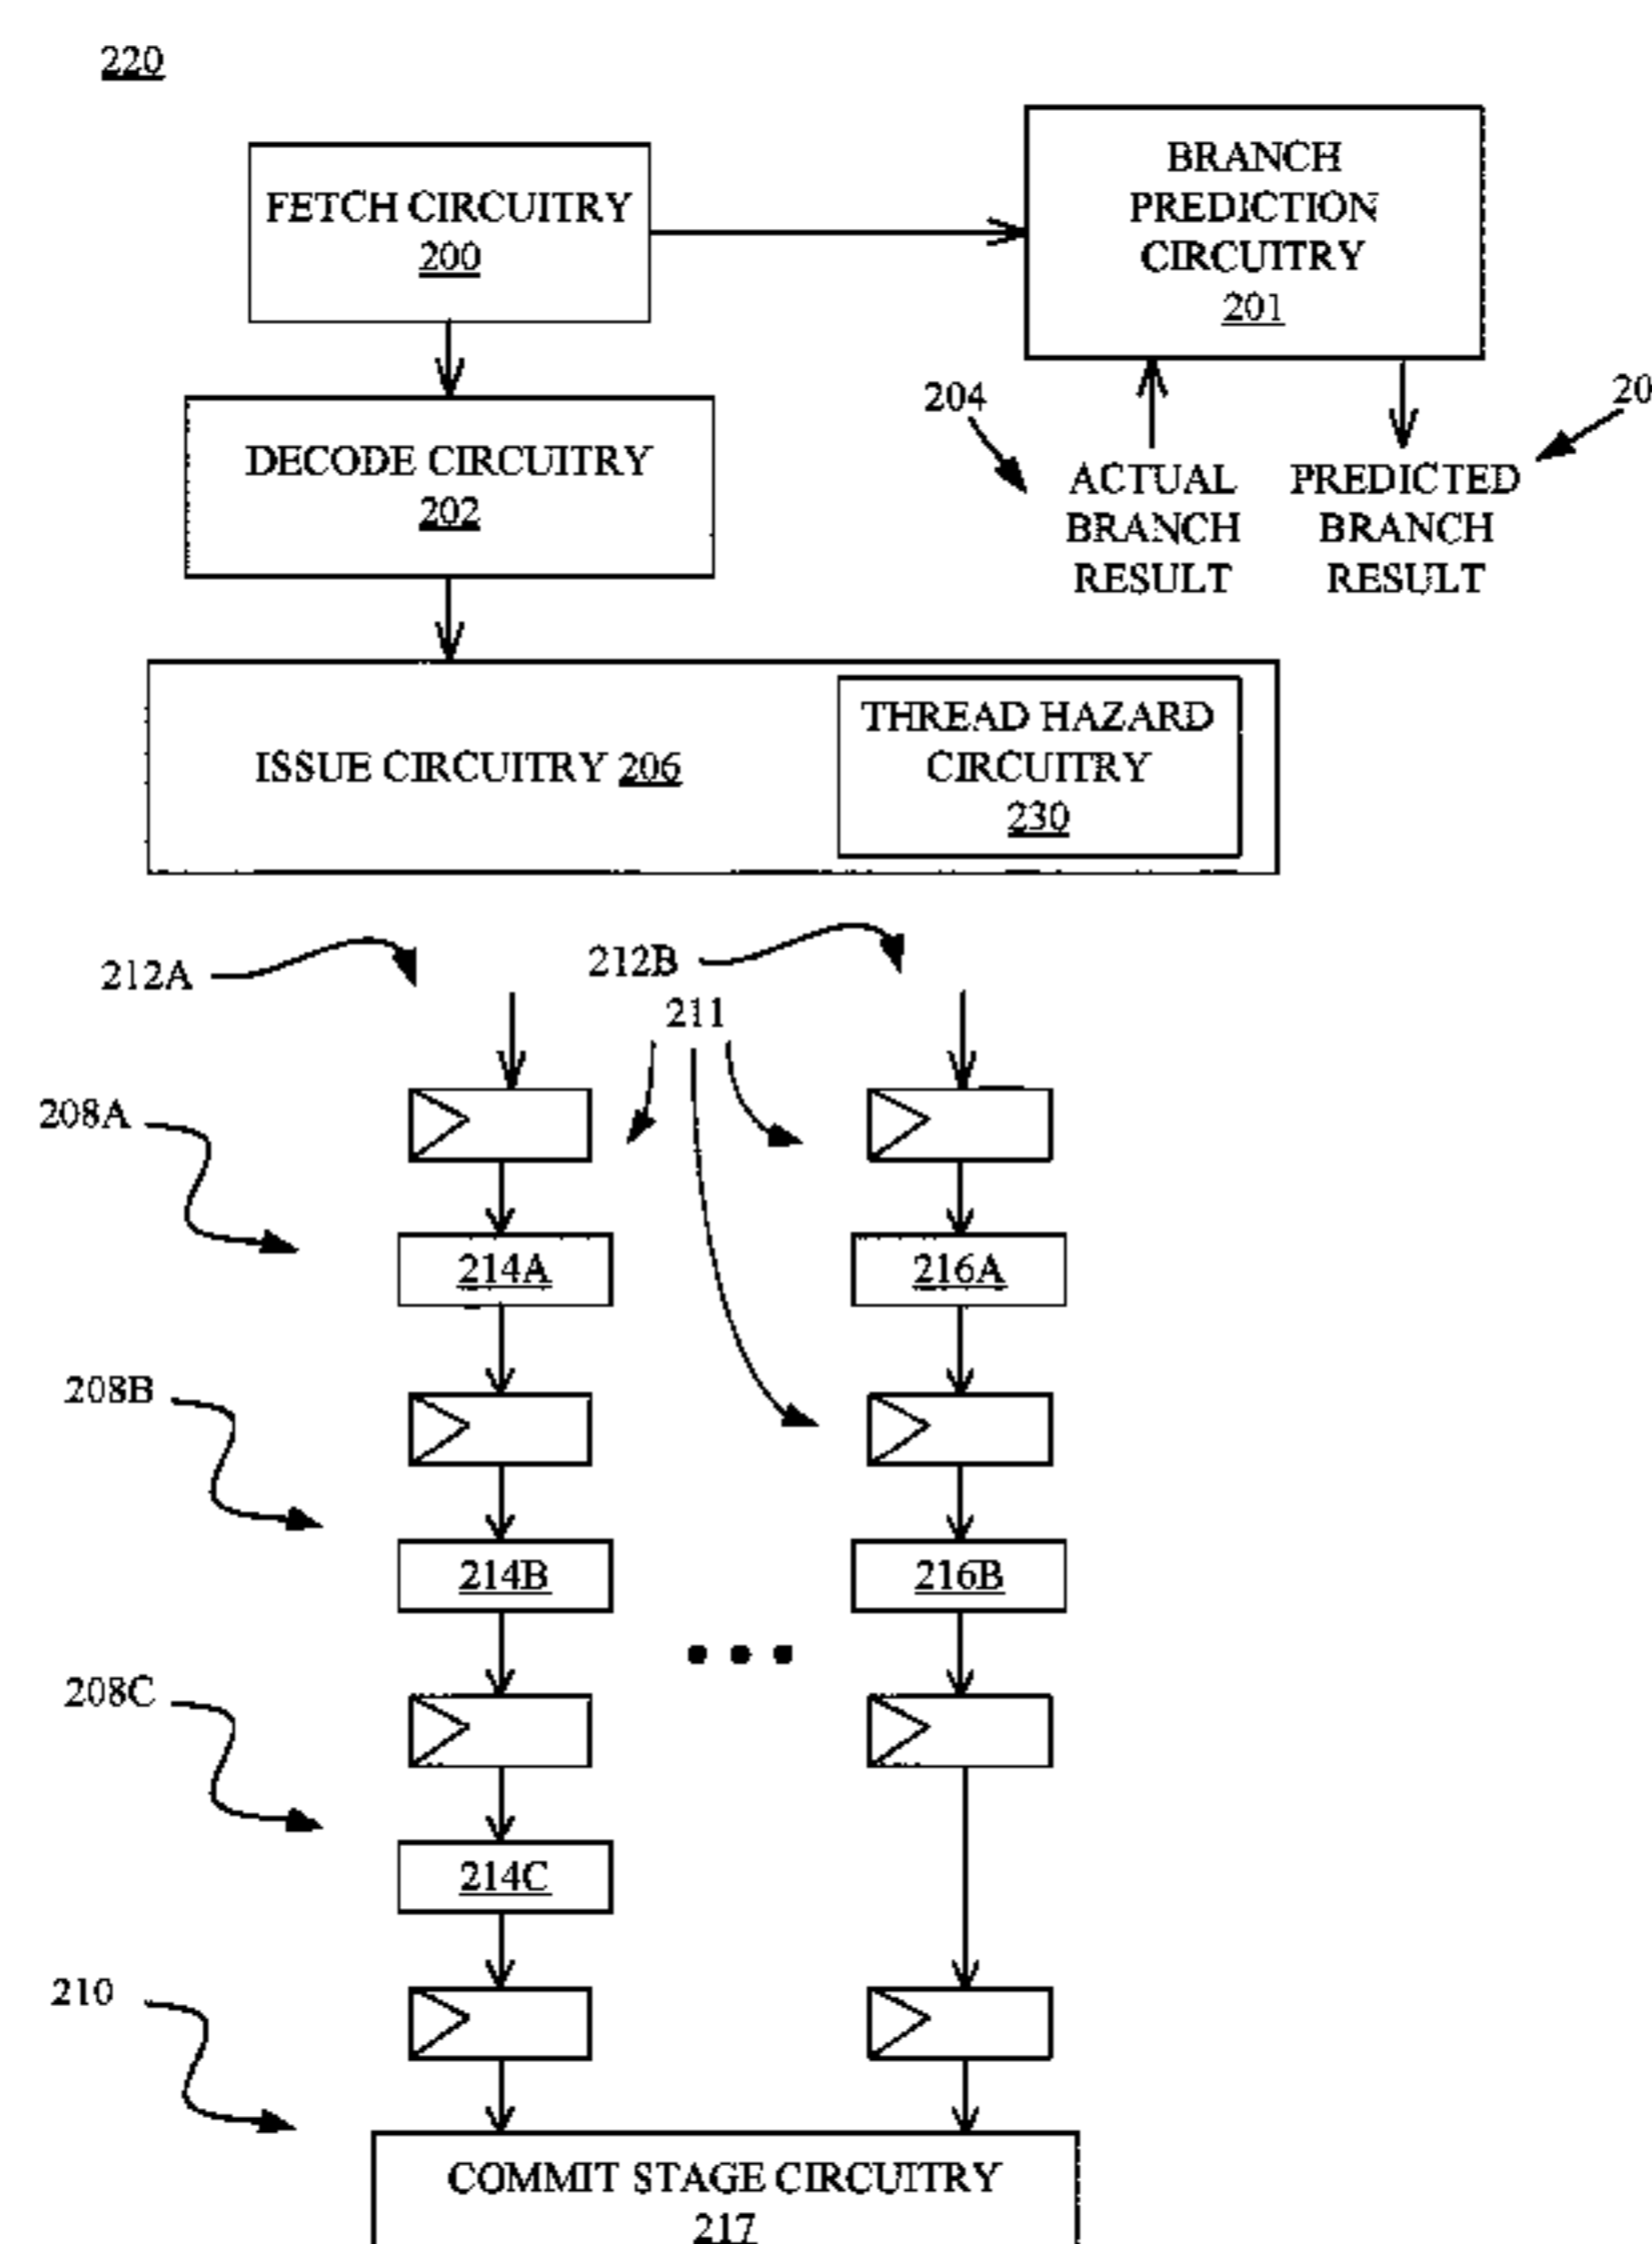 220
FETCH CIRCUITRY
200
BRANCH
PREDICTION
CIRCUITRY
201
DECODE CIRCUITRY
202
204
ACTUAL
BRANCH
RESULT
PREDICTED
BRANCH
RESULT
ISSUE CIRCUITRY 206
THREAD HAZARD
CIRCUITRY
230
212A
212B
211
208A
214A
216A
208B
214B
216B
208C
214C
210
COMMIT STAGE CIRCUITRY
217